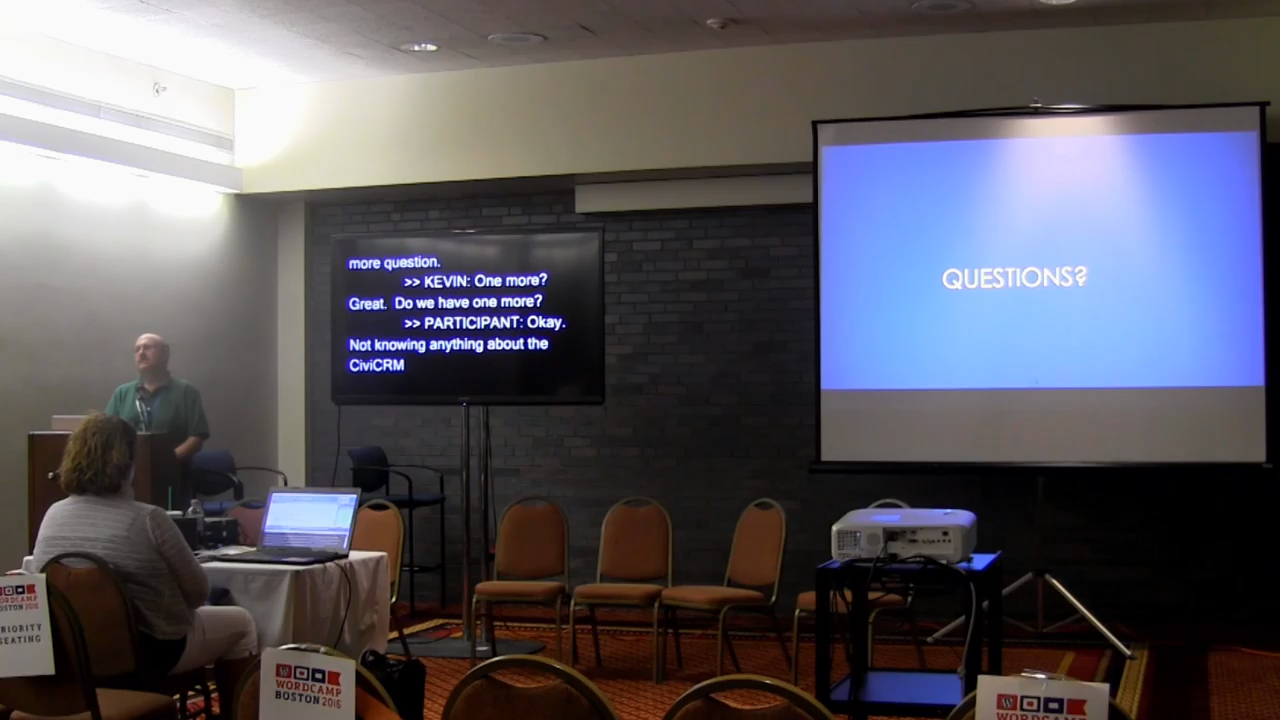 more question.
>> KEVIN: One more?
Great. Do we have one more?
>> PARTICIPANT: Okay.
Not knowing anything about the
CiviCRM
QUESTIONS?
WORDCAMP
BOSTON 2016
RIORITY
SEATING
WORDCAMP
BOSTON 2016
WORDCAMP